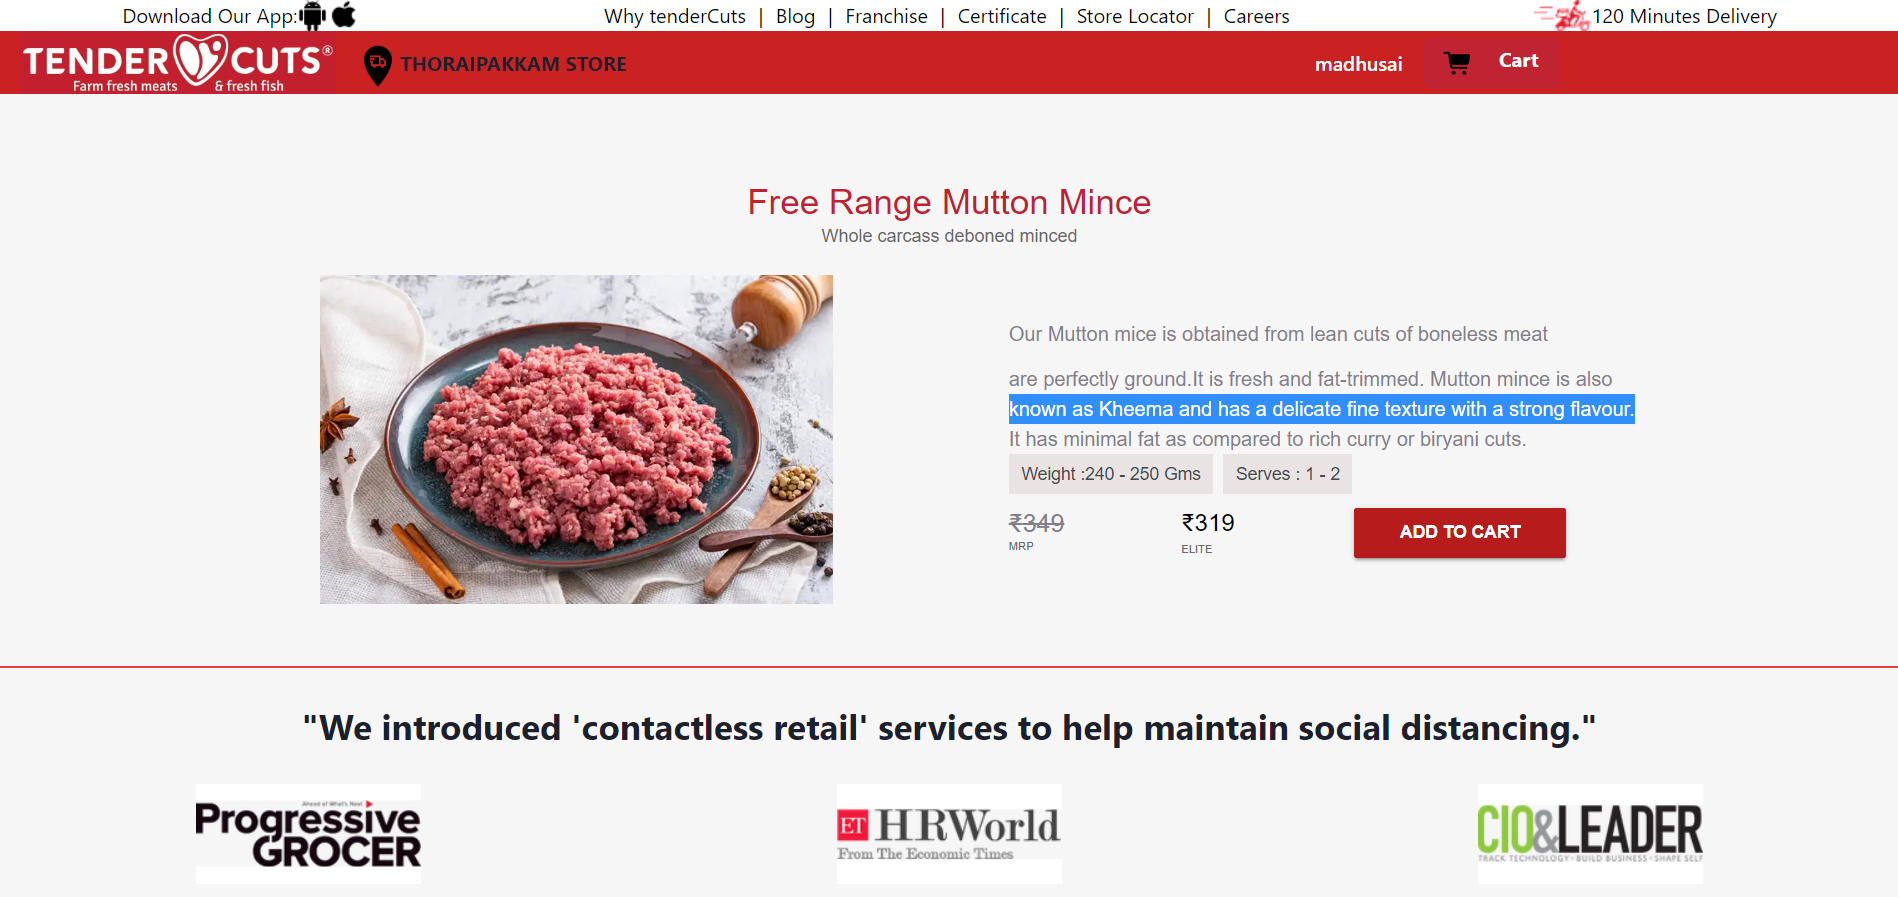 Download Our App:
Why tenderCuts | Blog | Franchise | Certificate | Store Locator | Careers
120 Minutes Delivery
TENDER CUTS®
Farm fresh meats & fresh fish
THORAIPAKKAM STORE
madhusai
Cart
Free Range Mutton Mince
Whole carcass deboned minced
Our Mutton mice is obtained from lean cuts of boneless meat
are perfectly ground.It is fresh and fat-trimmed. Mutton mince is also
known as Kheema and has a delicate fine texture with a strong flavour.
It has minimal fat as compared to rich curry or biryani cuts.
Weight :240 - 250 Gms
Serves : 1 - 2
₹349
MRP
₹319
ELITE
ADD TO CART
"We introduced 'contactless retail' services to help maintain social distancing."
Ahead of What's Next
Progressive
GROCER
ET HRWorld
From The Economic Times
CIO&LEADER
TRACK TECHNOLOGY · BUILD BUSINESS · SHAPE SELF